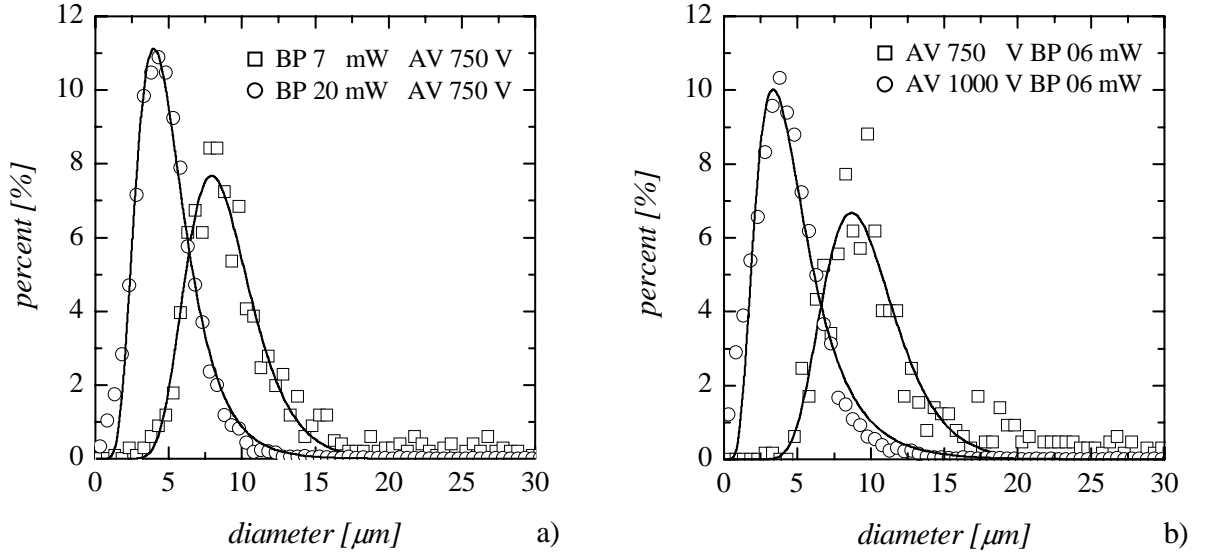 12
10
8
6
4
2
0
percent [%]
BP 7 mW AV 750 V
BP 20 mW AV 750 V
0 5 10 15 20 25 30
diameter [μm]
a)
12
10
8
6
4
2
0
percent [%]
AV 750 V BP 06 mW
AV 1000 V BP 06 mW
0 5 10 15 20 25 30
diameter [μm]
b)